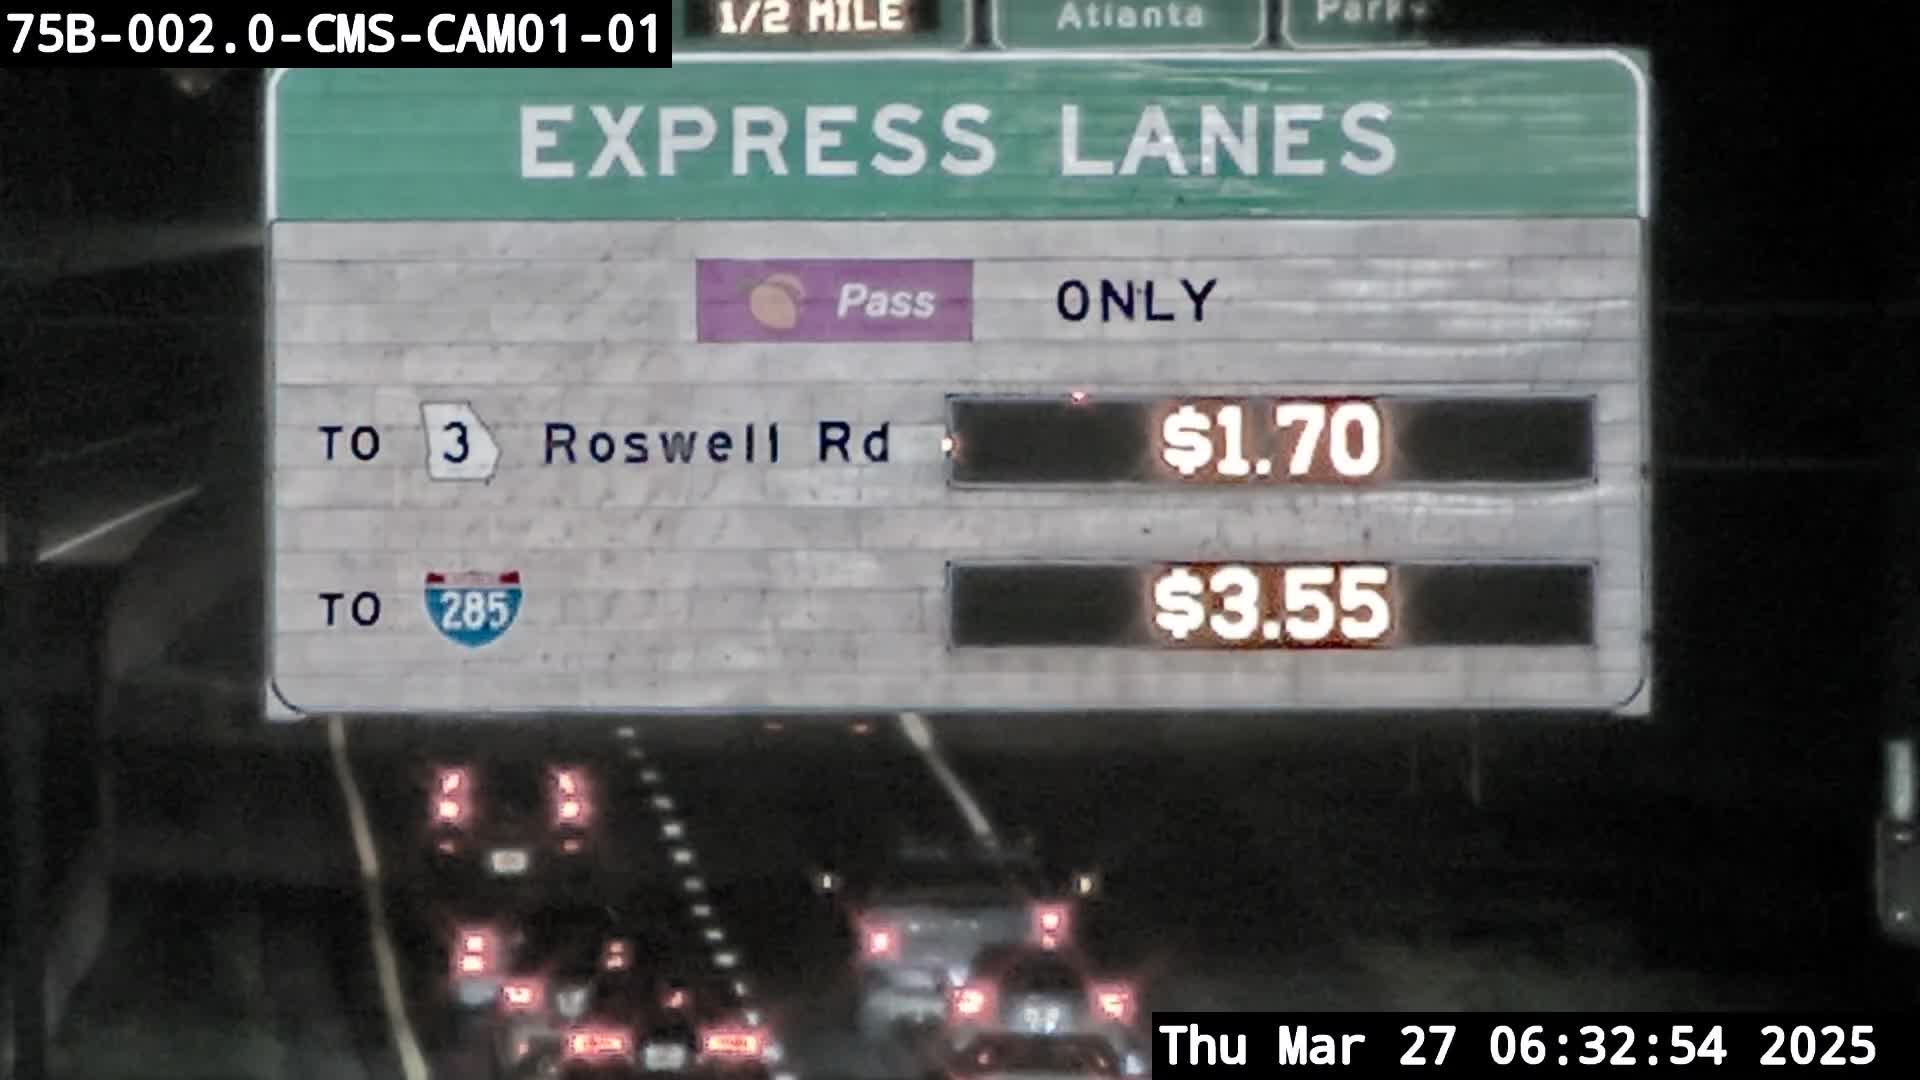 75B-002.0-CMS-CAM01-01
1/2 MILE
Atlanta
EXPRESS LANES
Pass ONLY
TO 3 Roswell Rd $1.70
TO 285 $3.55
Thu Mar 27 06:32:54 2025